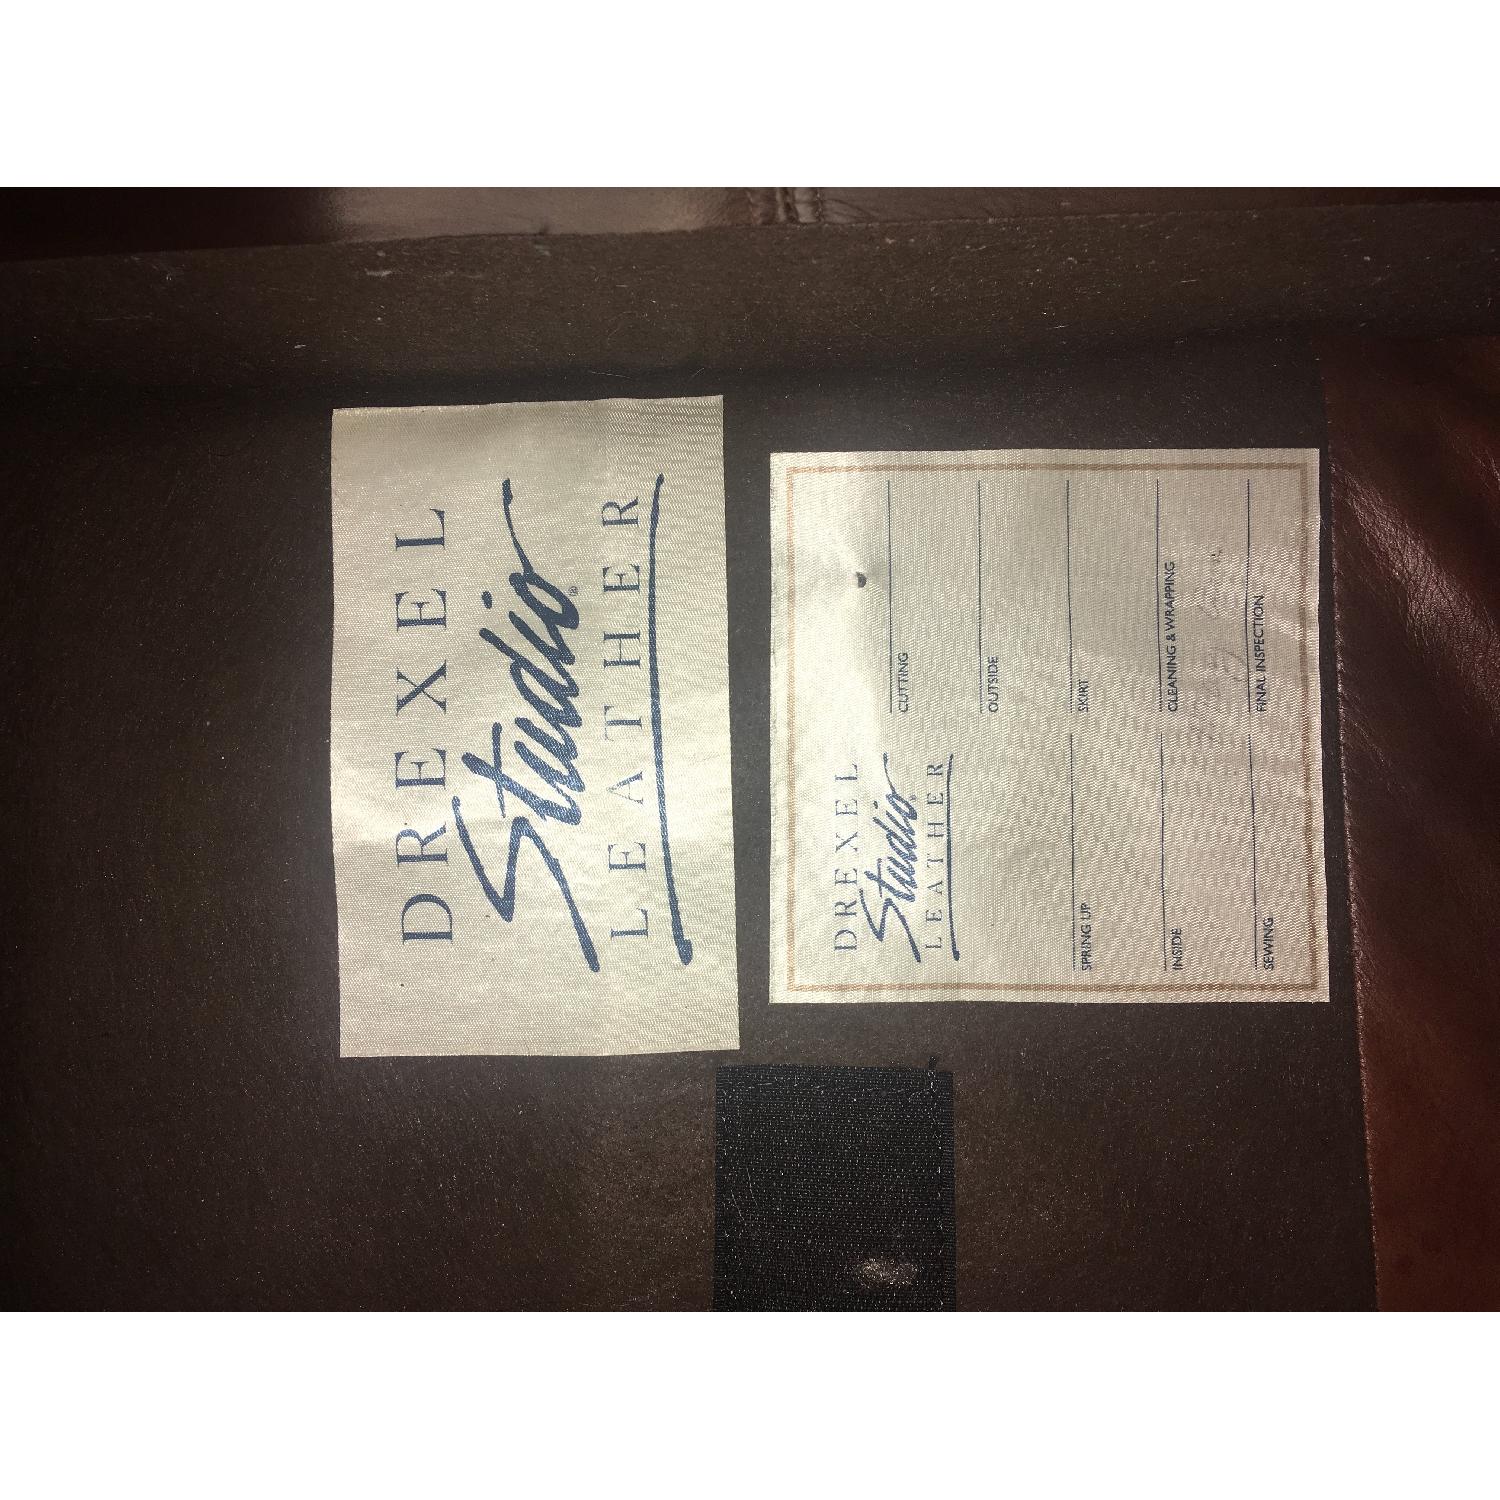 DREXEL
Studio®
LEATHER
DREXEL
Studio®
LEATHER
SPRING UP
INSIDE
SEWING
CUTTING
OUTSIDE
SKIRT
CLEANING & WRAPPING
FINAL INSPECTION